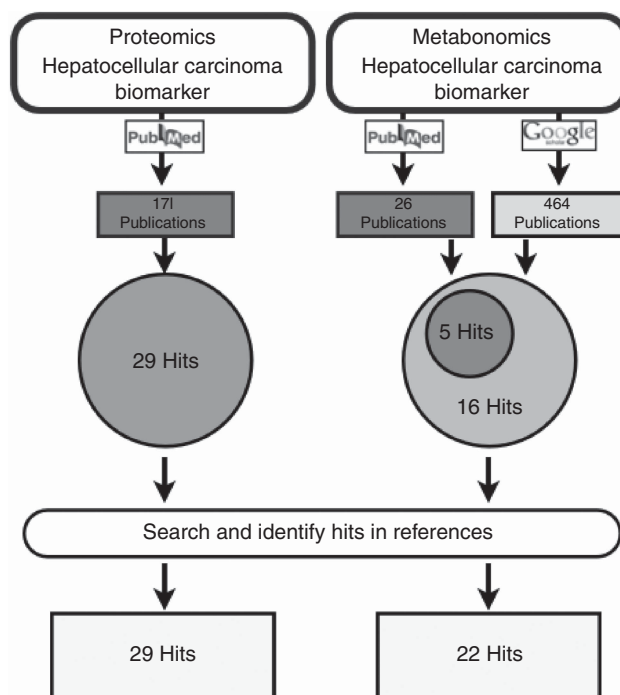 Proteomics
Hepatocellular carcinoma
biomarker
Metabonomics
Hepatocellular carcinoma
biomarker
PubMed
PubMed
Google
scholar
17l
Publications
26
Publications
464
Publications
29 Hits
5 Hits
16 Hits
Search and identify hits in references
29 Hits
22 Hits